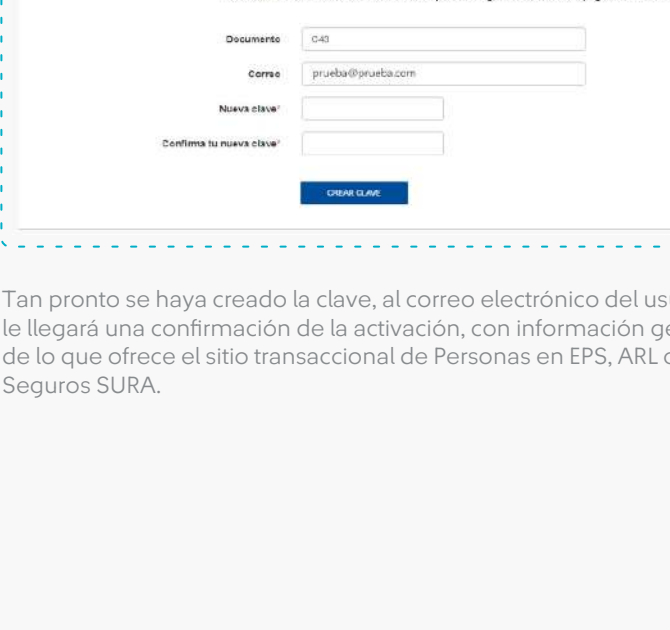 Documento C43
Correo prueba@prueba.com
Nueva clave*
Confirma tu nueva clave*
CREAR CLAVE
Tan pronto se haya creado la clave, al correo electrónico del us
le llegará una confirmación de la activación, con información ge
de lo que ofrece el sitio transaccional de Personas en EPS, ARL
Seguros SURA.